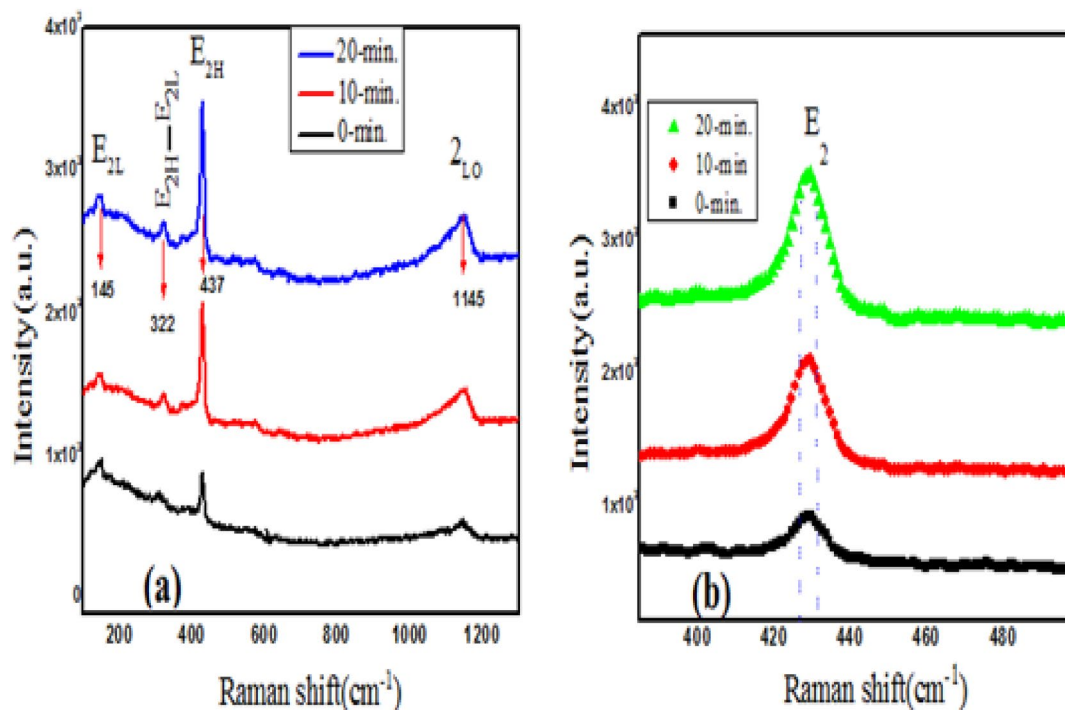 4x10³
3x10³
2x10³
1x10³
0
Intensity(a.u.)
20-min.
10-min.
0-min.
E2L
E2H—E2L
E2H
2LO
145
322
437
1145
(a)
200 400 600 800 1000 1200
Raman shift(cm⁻¹)
4x10³
3x10³
2x10³
1x10³
Intensity(a.u.)
20-min.
10-min
0-min.
E2
(b)
400 420 440 460 480
Raman shift(cm⁻¹)